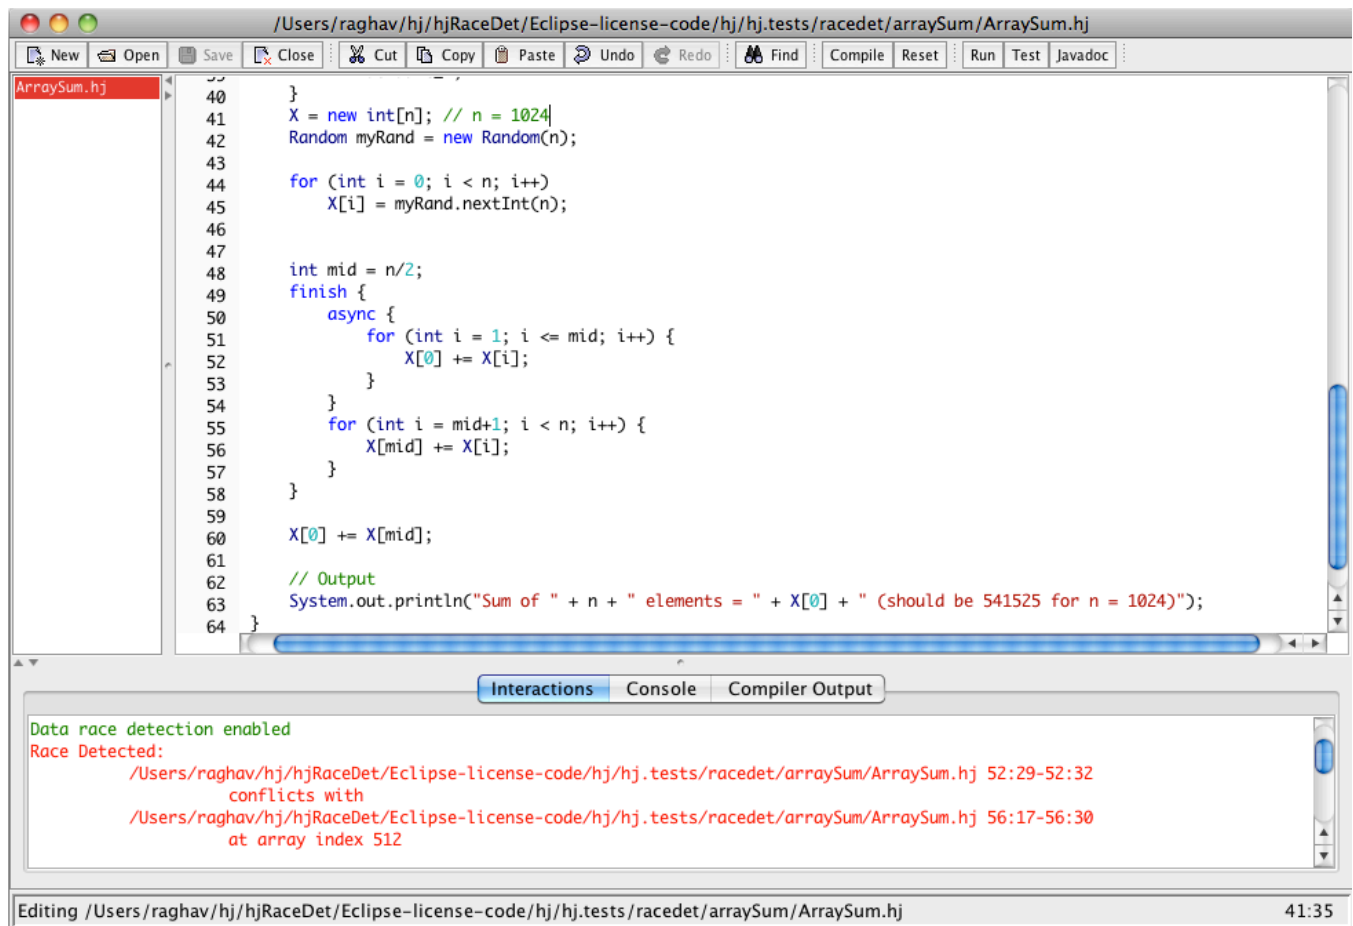 /Users/raghav/hj/hjRaceDet/Eclipse-license-code/hj/hj.tests/racedet/arraySum/ArraySum.hj
New Open Save Close Cut Copy Paste Undo Redo Find Compile Reset Run Test Javadoc
ArraySum.hj
40 }
41 X = new int[n]; // n = 1024
42 Random myRand = new Random(n);
43
44 for (int i = 0; i < n; i++)
45 X[i] = myRand.nextInt(n);
46
47
48 int mid = n/2;
49 finish {
50 async {
51 for (int i = 1; i <= mid; i++) {
52 X[0] += X[i];
53 }
54 }
55 for (int i = mid+1; i < n; i++) {
56 X[mid] += X[i];
57 }
58 }
59
60 X[0] += X[mid];
61
62 // Output
63 System.out.println("Sum of " + n + " elements = " + X[0] + " (should be 541525 for n = 1024)");
64 }
Interactions Console Compiler Output
Data race detection enabled
Race Detected:
/Users/raghav/hj/hjRaceDet/Eclipse-license-code/hj/hj.tests/racedet/arraySum/ArraySum.hj 52:29-52:32
conflicts with
/Users/raghav/hj/hjRaceDet/Eclipse-license-code/hj/hj.tests/racedet/arraySum/ArraySum.hj 56:17-56:30
at array index 512
Editing /Users/raghav/hj/hjRaceDet/Eclipse-license-code/hj/hj.tests/racedet/arraySum/ArraySum.hj 41:35